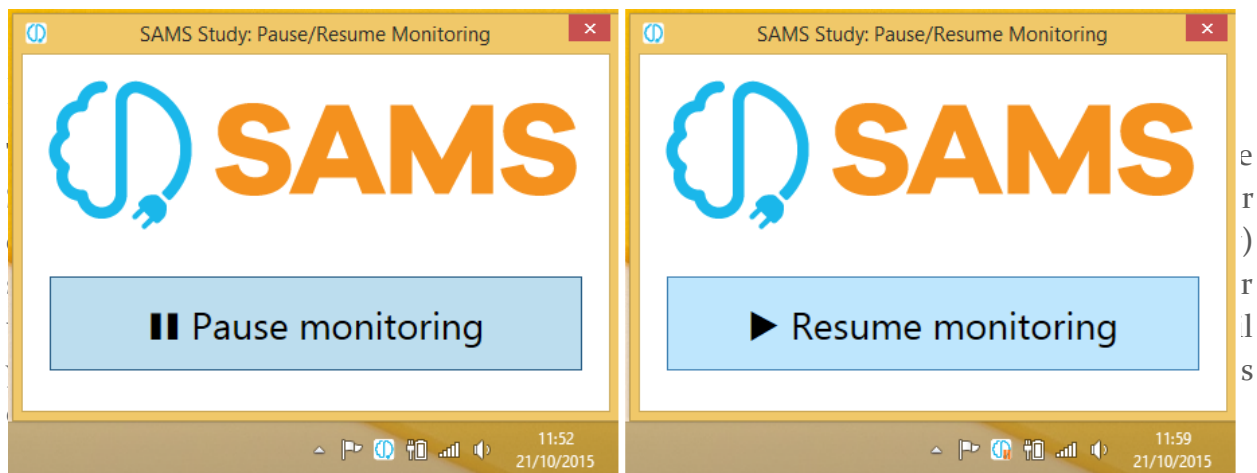 SAMS Study: Pause/Resume Monitoring
SAMS
Pause monitoring
11:52
21/10/2015
SAMS Study: Pause/Resume Monitoring
SAMS
Resume monitoring
11:59
21/10/2015